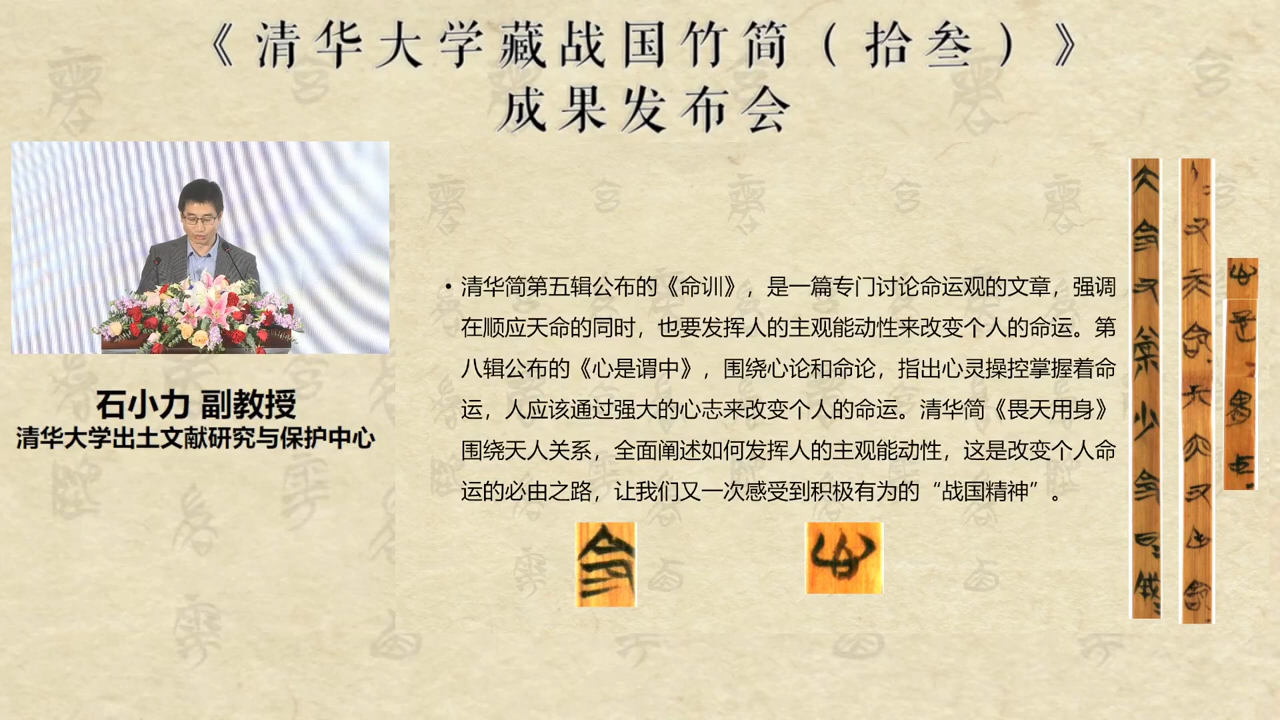 《清华大学藏战国竹简（拾叁）》
成果发布会
石小力 副教授
清华大学出土文献研究与保护中心
• 清华简第五辑公布的《命训》，是一篇专门讨论命运观的文章，强调
在顺应天命的同时，也要发挥人的主观能动性来改变个人的命运。第
八辑公布的《心是谓中》，围绕心论和命论，指出心灵操控掌握着命
运，人应该通过强大的心志来改变个人的命运。清华简《畏天用身》
围绕天人关系，全面阐述如何发挥人的主观能动性，这是改变个人命
运的必由之路，让我们又一次感受到积极有为的“战国精神”。